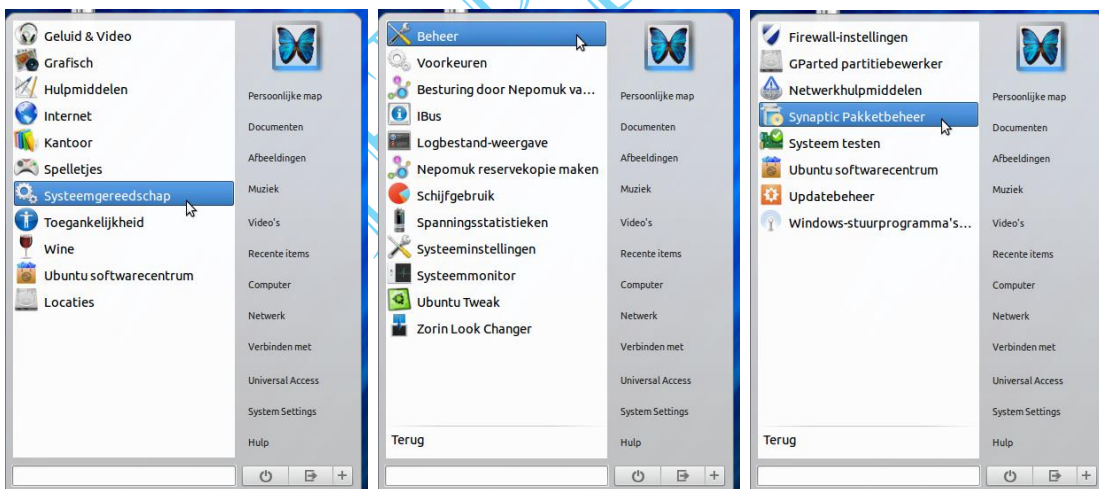 Geluid & Video
Grafisch
Hulpmiddelen
Internet
Kantoor
Spelletjes
Systeemgereedschap
Toegankelijkheid
Wine
Ubuntu softwarecentrum
Locaties
Persoonlijke map
Documenten
Afbeeldingen
Muziek
Video's
Recente items
Computer
Netwerk
Verbinden met
Universal Access
System Settings
Hulp
Beheer
Voorkeuren
Besturing door Nepomuk va...
IBus
Logbestand-weergave
Nepomuk reservekopie maken
Schijfgebruik
Spanningsstatistieken
Systeeminstellingen
Systeemmonitor
Ubuntu Tweak
Zorin Look Changer
Terug
Persoonlijke map
Documenten
Afbeeldingen
Muziek
Video's
Recente items
Computer
Netwerk
Verbinden met
Universal Access
System Settings
Hulp
Firewall-instellingen
GParted partitiebewerker
Netwerkhulpmiddelen
Synaptic Pakketbeheer
Systeem testen
Ubuntu softwarecentrum
Updatebeheer
Windows-stuurprogramma's...
Terug
Persoonlijke map
Documenten
Afbeeldingen
Muziek
Video's
Recente items
Computer
Netwerk
Verbinden met
Universal Access
System Settings
Hulp